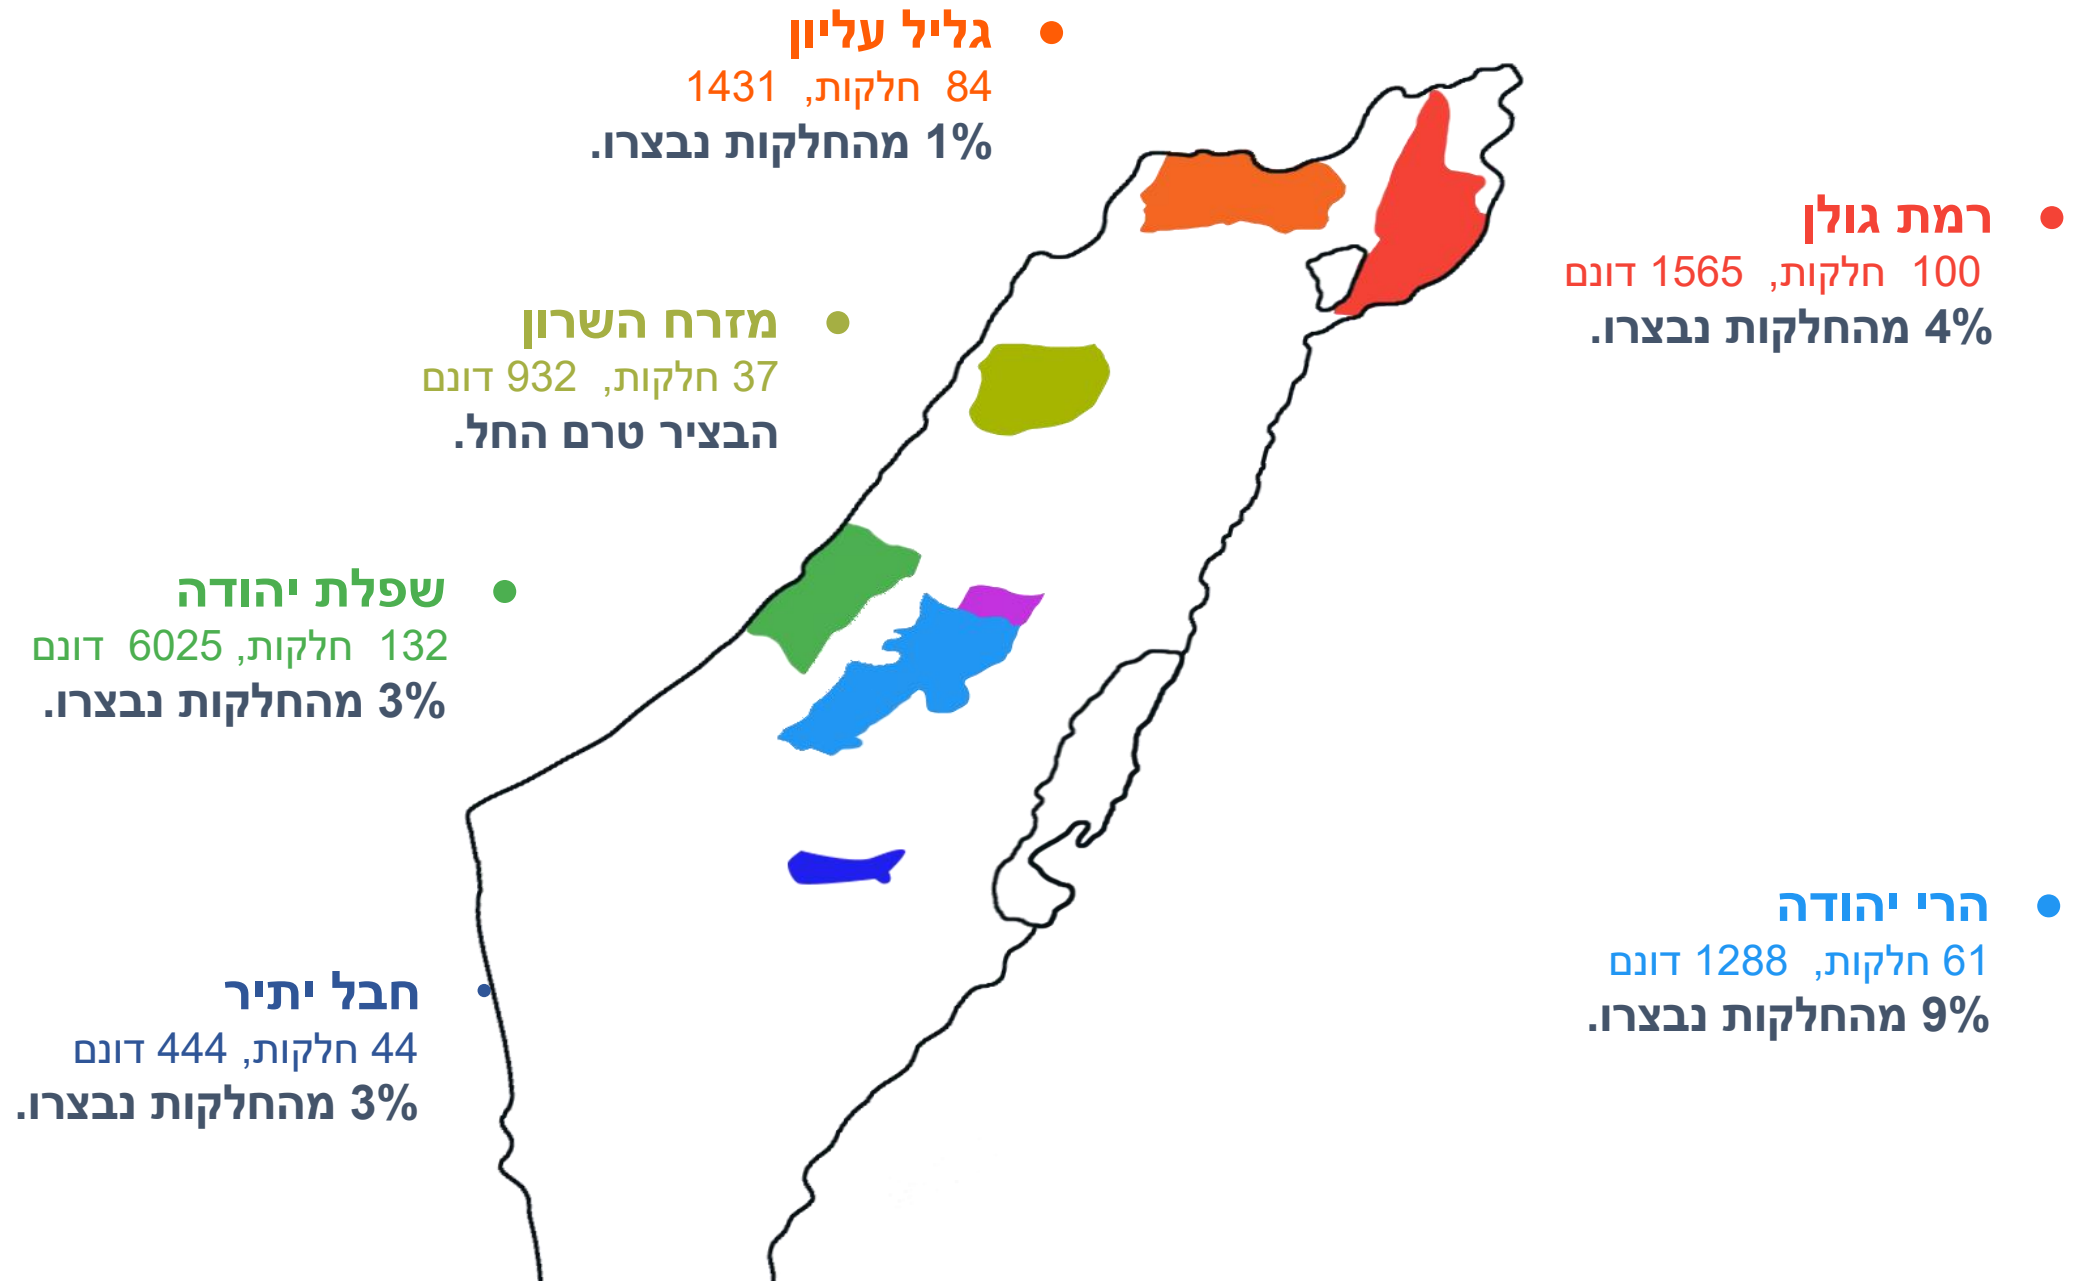 • גליל עליון
84 חלקות, 1431
1% מהחלקות נבצרו.
• רמת גולן
100 חלקות, 1565 דונם
4% מהחלקות נבצרו.
• מזרח השרון
37 חלקות, 932 דונם
הבציר טרם החל.
• שפלת יהודה
132 חלקות, 6025 דונם
3% מהחלקות נבצרו.
• הרי יהודה
61 חלקות, 1288 דונם
9% מהחלקות נבצרו.
• חבל יתיר
44 חלקות, 444 דונם
3% מהחלקות נבצרו.